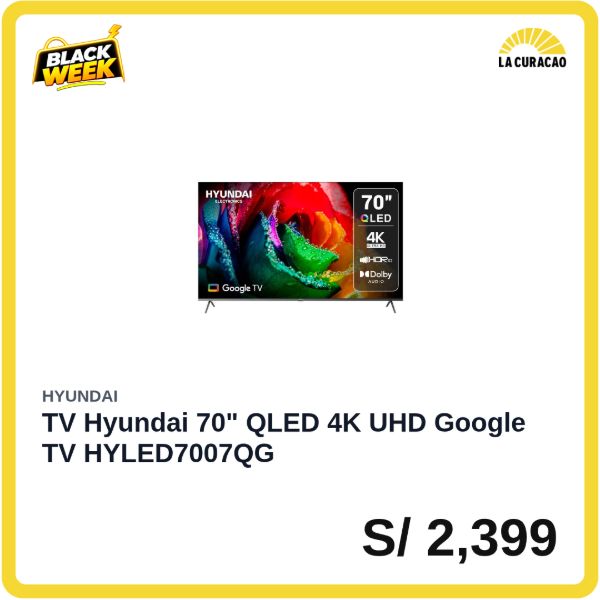 BLACK
WEEK
LA CURACAO
HYUNDAI
ELECTRONICS
70"
QLED
4K
HDR10
Dolby
AUDIO
Google TV
HYUNDAI
TV Hyundai 70" QLED 4K UHD Google
TV HYLED7007QG
S/ 2,399